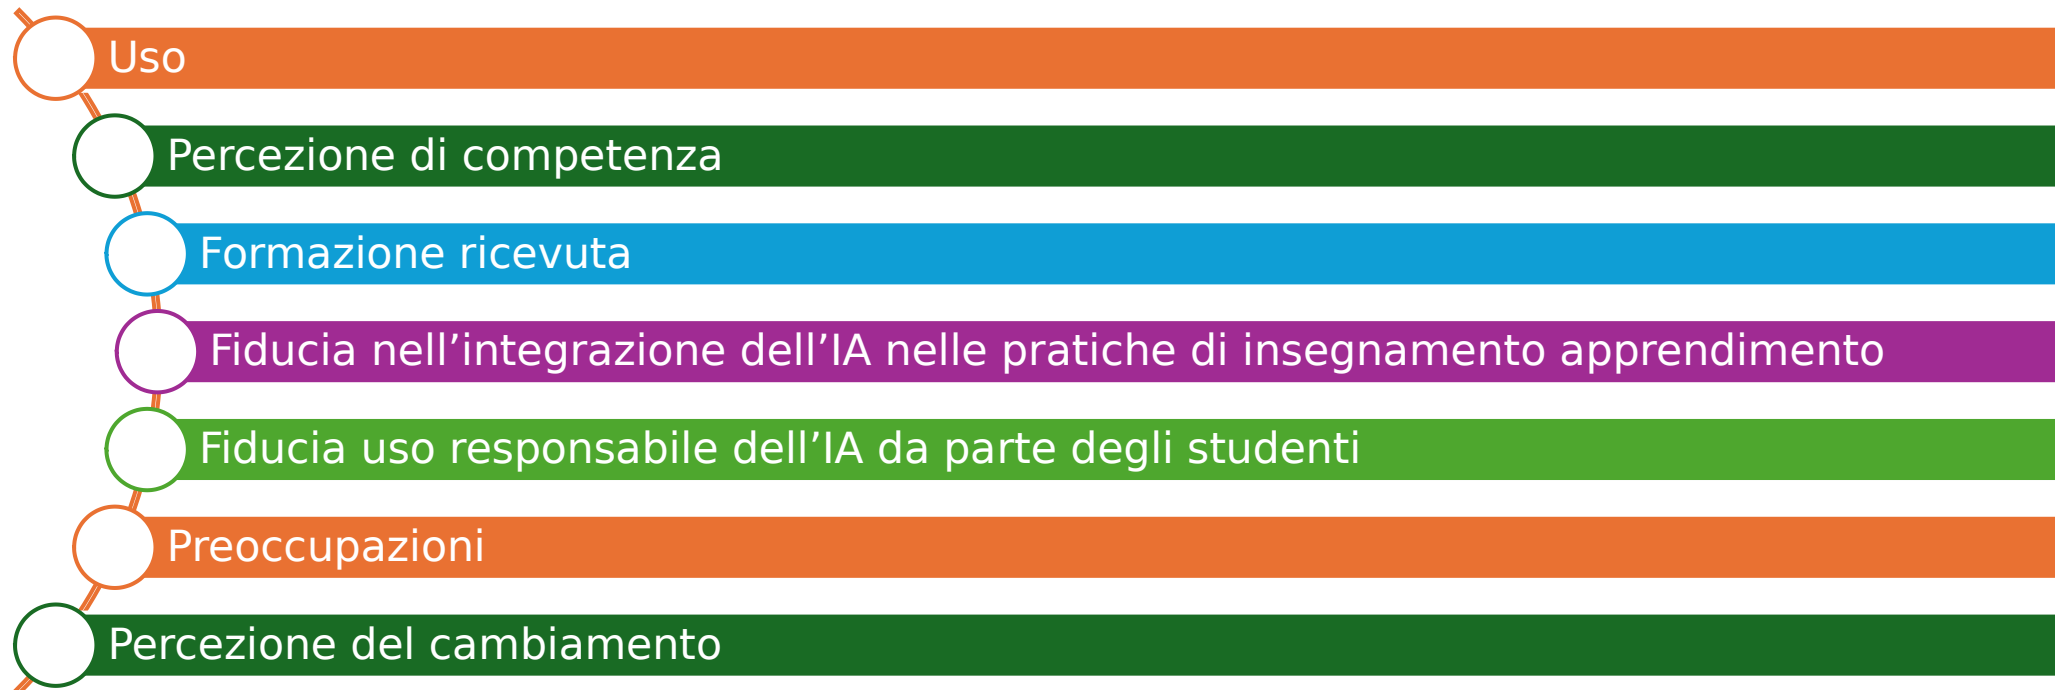 Uso
Percezione di competenza
Formazione ricevuta
Fiducia nell’integrazione dell’IA nelle pratiche di insegnamento apprendimento
Fiducia uso responsabile dell’IA da parte degli studenti
Preoccupazioni
Percezione del cambiamento